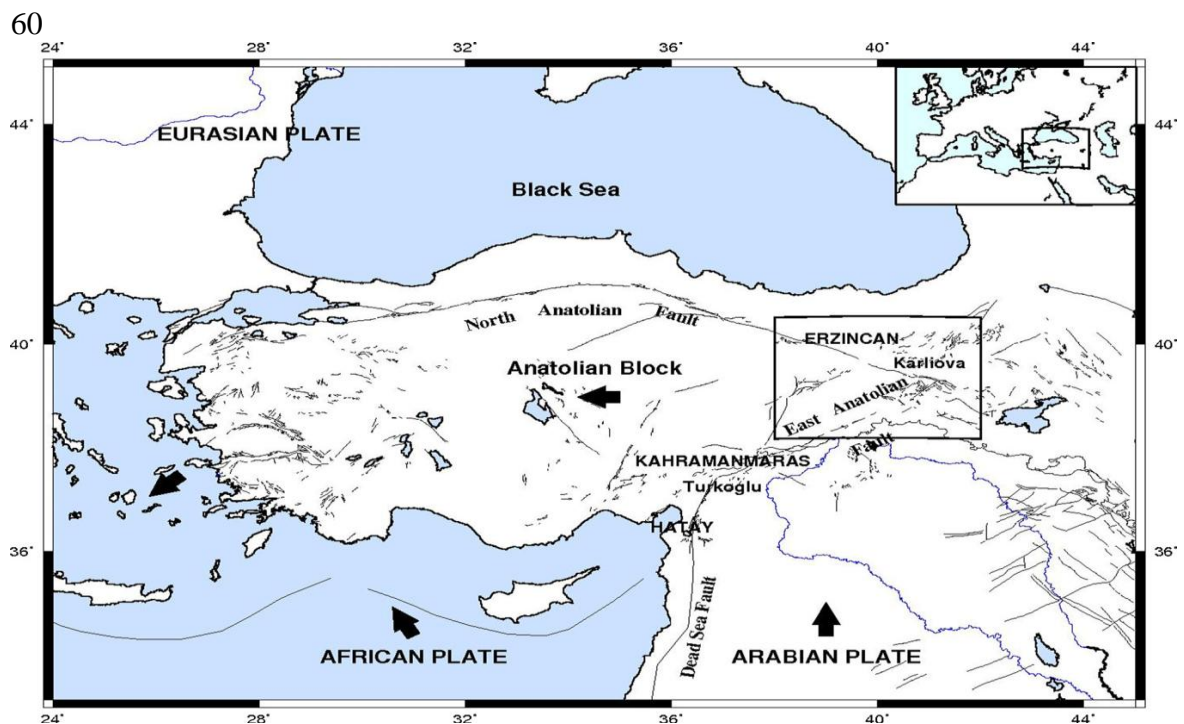 60
24° 28° 32° 36° 40° 44°
44° 44°
EURASIAN PLATE
Black Sea
North Anatolian Fault
40° 40°
ERZINCAN
Karliova
Anatolian Block
East Anatolian Fault
KAHRAMANMARAS
Turkoglu
HATAY
36° 36°
Dead Sea Fault
AFRICAN PLATE
ARABIAN PLATE
24° 28° 32° 36° 40° 44°